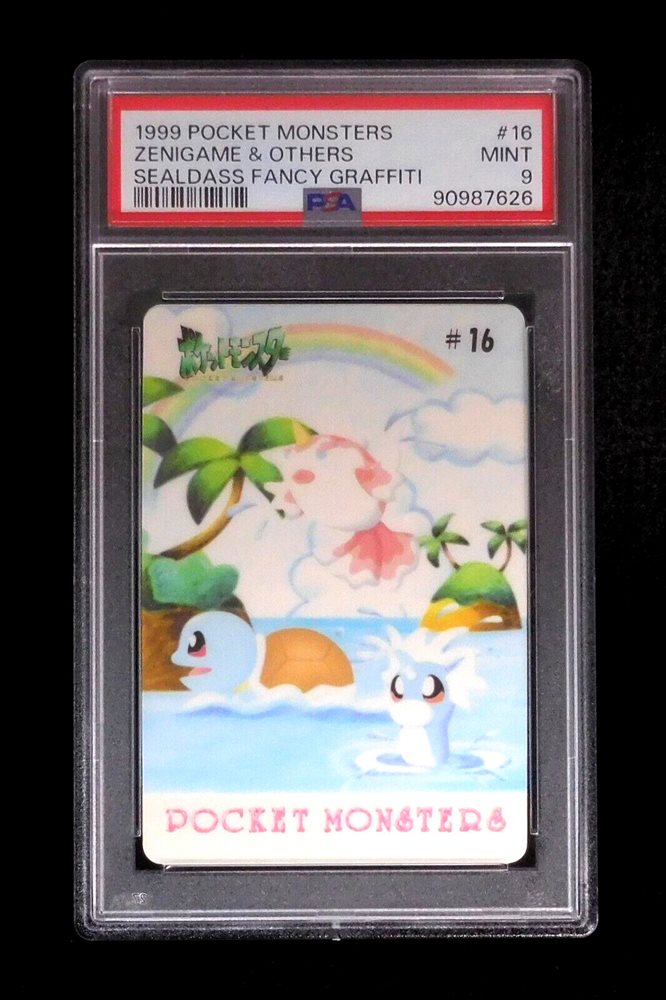 1999 POCKET MONSTERS #16
ZENIGAME & OTHERS MINT
SEALDASS FANCY GRAFFITI 9
PSA 90987626
ポケットモンスター
#16
POCKET MONSTERS